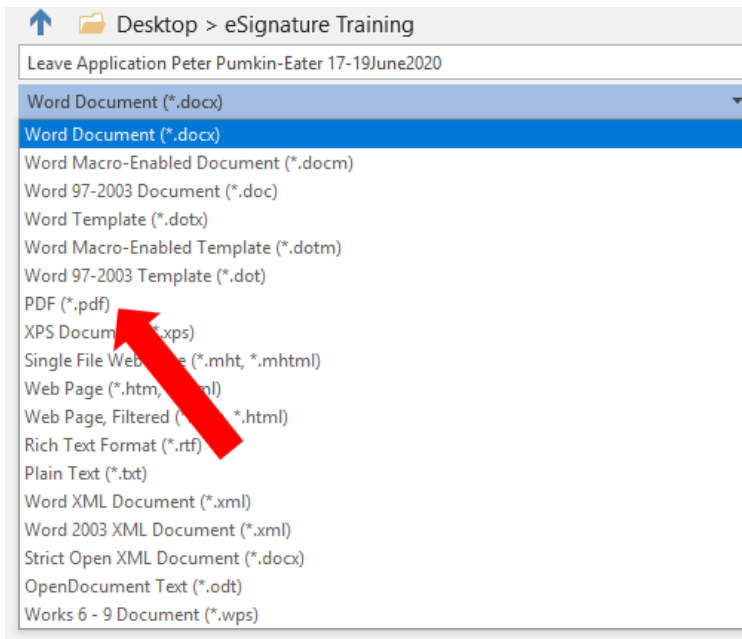 Desktop > eSignature Training
Leave Application Peter Pumkin-Eater 17-19June2020
Word Document (*.docx)
Word Document (*.docx)
Word Macro-Enabled Document (*.docm)
Word 97-2003 Document (*.doc)
Word Template (*.dotx)
Word Macro-Enabled Template (*.dotm)
Word 97-2003 Template (*.dot)
PDF (*.pdf)
XPS Docum .xps)
Single File Web e (*.mht, *.mhtml)
Web Page (*.htm, ml)
Web Page, Filtered (* , *.html)
Rich Text Format (*.rtf)
Plain Text (*.txt)
Word XML Document (*.xml)
Word 2003 XML Document (*.xml)
Strict Open XML Document (*.docx)
OpenDocument Text (*.odt)
Works 6 - 9 Document (*.wps)